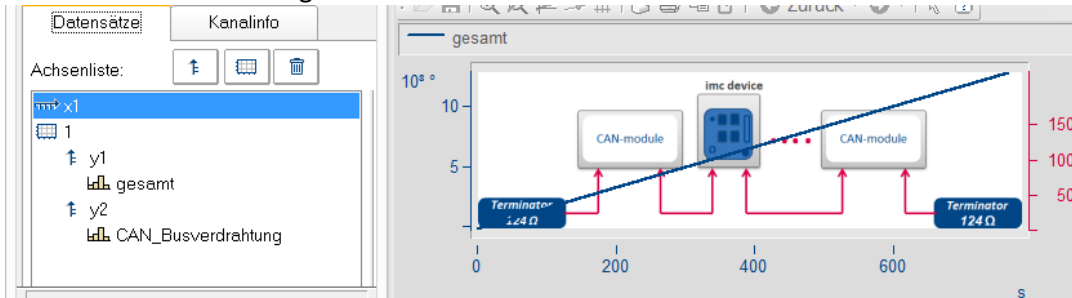 Datensätze
Kanalinfo
Achsenliste:
x1
1
y1
gesamt
y2
CAN_Busverdrahtung
Zurück
gesamt
10⁸ °
10
5
imc device
CAN-module
CAN-module
Terminator
124 Ω
Terminator
124 Ω
150
100
50
0
200
400
600
s